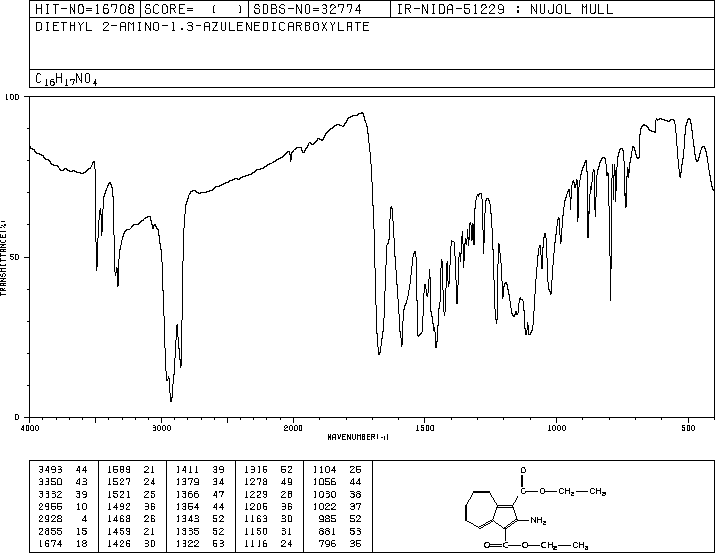 HIT-NO=16708 SCORE= ( ) SDBS-NO=32774 IR-NIDA-51229 : NUJOL MULL
DIETHYL 2-AMINO-1,3-AZULENEDICARBOXYLATE
C16H17NO4
100
50
0
TRANSMITTANCE(%)
4000 3000 2000 1500 1000 500
WAVENUMBER(-1)
3493 44 1589 21 1411 39 1316 52 1104 25
3350 43 1527 24 1379 34 1278 49 1056 44
3332 39 1521 25 1366 47 1229 28 1030 38
2956 10 1492 36 1354 44 1206 36 1022 37
2928 4 1468 26 1343 52 1163 30 985 52
2855 15 1459 21 1335 52 1150 31 881 53
1674 18 1426 30 1322 53 1116 24 796 35
O
C—O—CH2—CH3
NH2
O=C—O—CH2—CH3